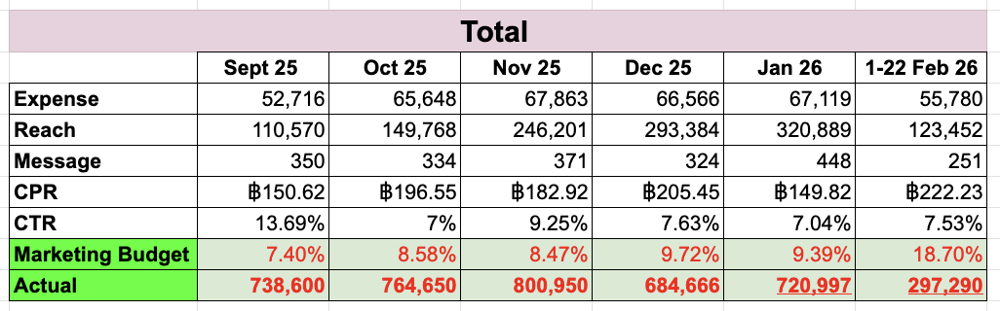 Total
Sept 25 Oct 25 Nov 25 Dec 25 Jan 26 1-22 Feb 26
Expense 52,716 65,648 67,863 66,566 67,119 55,780
Reach 110,570 149,768 246,201 293,384 320,889 123,452
Message 350 334 371 324 448 251
CPR ฿150.62 ฿196.55 ฿182.92 ฿205.45 ฿149.82 ฿222.23
CTR 13.69% 7% 9.25% 7.63% 7.04% 7.53%
Marketing Budget 7.40% 8.58% 8.47% 9.72% 9.39% 18.70%
Actual 738,600 764,650 800,950 684,666 720,997 297,290